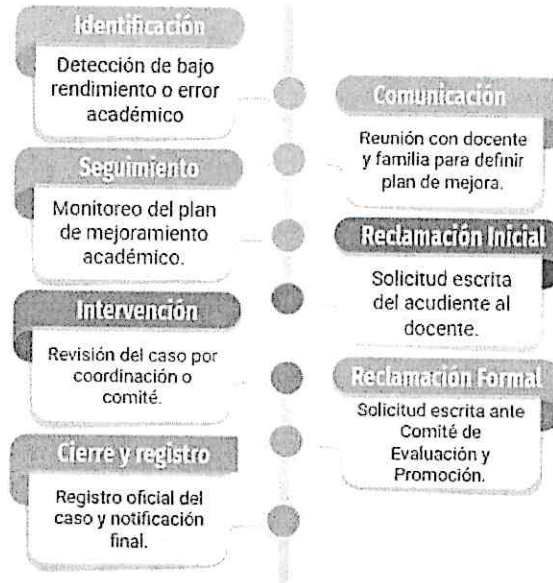 Identificación
Detección de bajo
rendimiento o error
académico
Comunicación
Reunión con docente
y familia para definir
plan de mejora.
Seguimiento
Monitoreo del plan
de mejoramiento
académico.
Reclamación Inicial
Solicitud escrita
del acudiente al
docente.
Intervención
Revisión del caso por
coordinación o
comité.
Reclamación Formal
Solicitud escrita ante
Comité de
Evaluación y
Promoción.
Cierre y registro
Registro oficial del
caso y notificación
final.